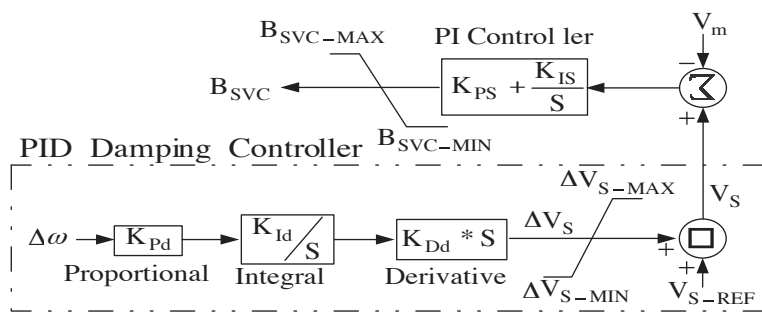 B_SVC-MAX
PI Control ler
V_m
B_SVC
K_PS + K_IS/S
−
Σ
+
B_SVC-MIN
PID Damping Controller
ΔV_S-MAX
V_S
Δω
K_Pd
K_Id/S
K_Dd * S
ΔV_S
+
+
Proportional
Integral
Derivative
ΔV_S-MIN
V_S-REF